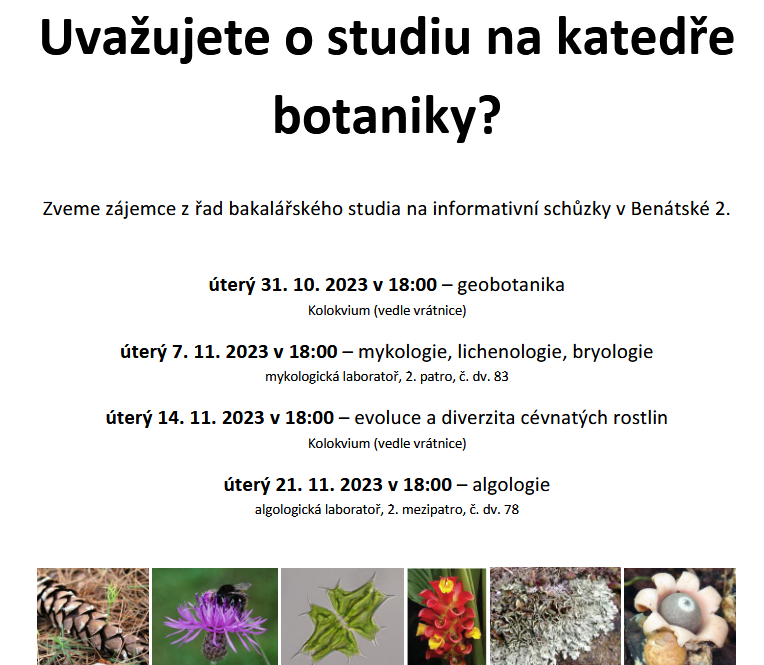 Uvažujete o studiu na katedře
botaniky?
Zveme zájemce z řad bakalářského studia na informativní schůzky v Benátské 2.
úterý 31. 10. 2023 v 18:00 – geobotanika
Kolokvium (vedle vrátnice)
úterý 7. 11. 2023 v 18:00 – mykologie, lichenologie, bryologie
mykologická laboratoř, 2. patro, č. dv. 83
úterý 14. 11. 2023 v 18:00 – evoluce a diverzita cévnatých rostlin
Kolokvium (vedle vrátnice)
úterý 21. 11. 2023 v 18:00 – algologie
algologická laboratoř, 2. mezipatro, č. dv. 78